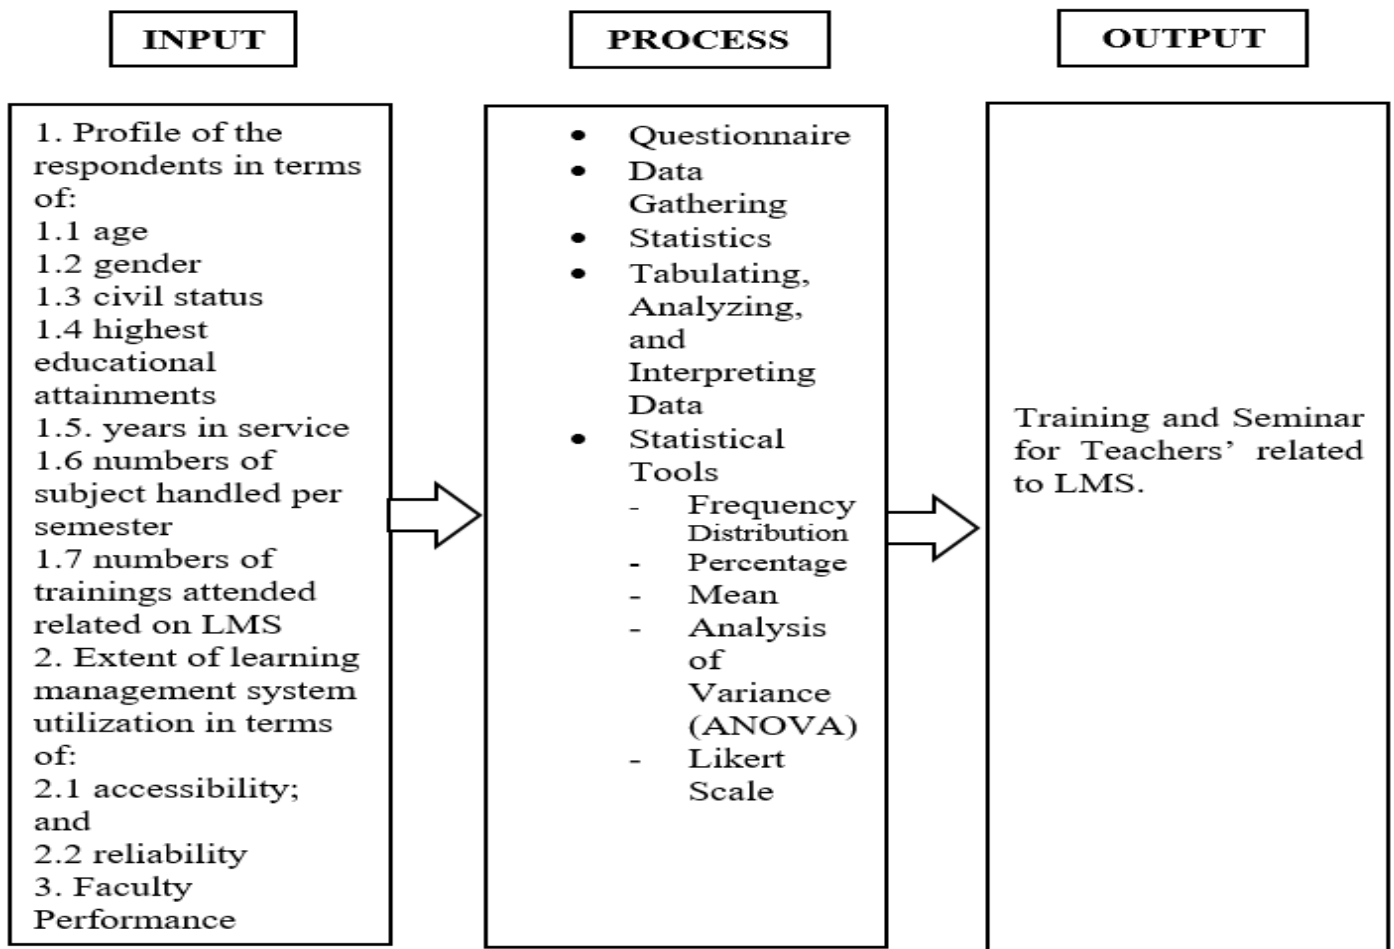 INPUT
PROCESS
OUTPUT
1. Profile of the
respondents in terms
of:
1.1 age
1.2 gender
1.3 civil status
1.4 highest
educational
attainments
1.5. years in service
1.6 numbers of
subject handled per
semester
1.7 numbers of
trainings attended
related on LMS
2. Extent of learning
management system
utilization in terms
of:
2.1 accessibility;
and
2.2 reliability
3. Faculty
Performance
• Questionnaire
• Data
Gathering
• Statistics
• Tabulating,
Analyzing,
and
Interpreting
Data
• Statistical
Tools
- Frequency
Distribution
- Percentage
- Mean
- Analysis
of
Variance
(ANOVA)
- Likert
Scale
Training and Seminar
for Teachers’ related
to LMS.